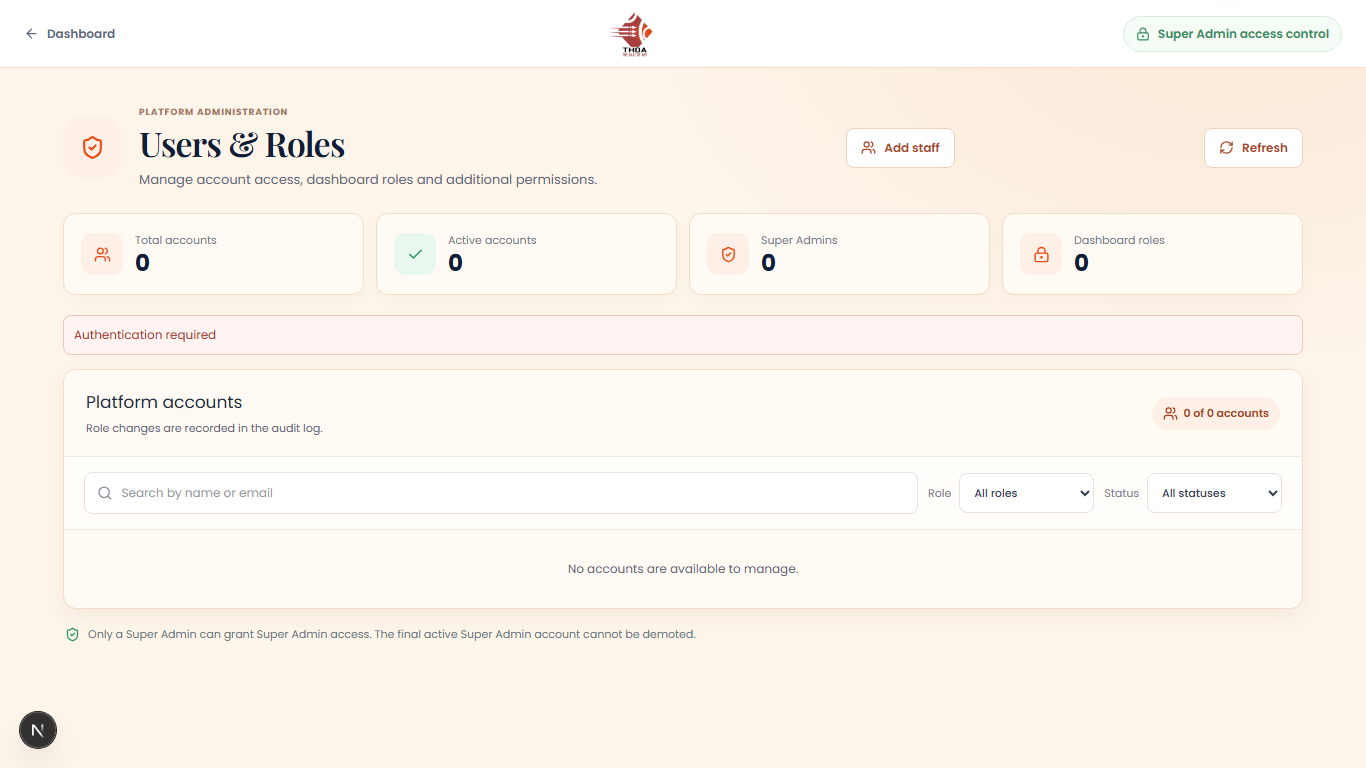 Dashboard
THOA
Super Admin access control
PLATFORM ADMINISTRATION
Users & Roles
Manage account access, dashboard roles and additional permissions.
Add staff
Refresh
Total accounts
0
Active accounts
0
Super Admins
0
Dashboard roles
0
Authentication required
Platform accounts
Role changes are recorded in the audit log.
0 of 0 accounts
Search by name or email
Role
All roles
Status
All statuses
No accounts are available to manage.
Only a Super Admin can grant Super Admin access. The final active Super Admin account cannot be demoted.
N